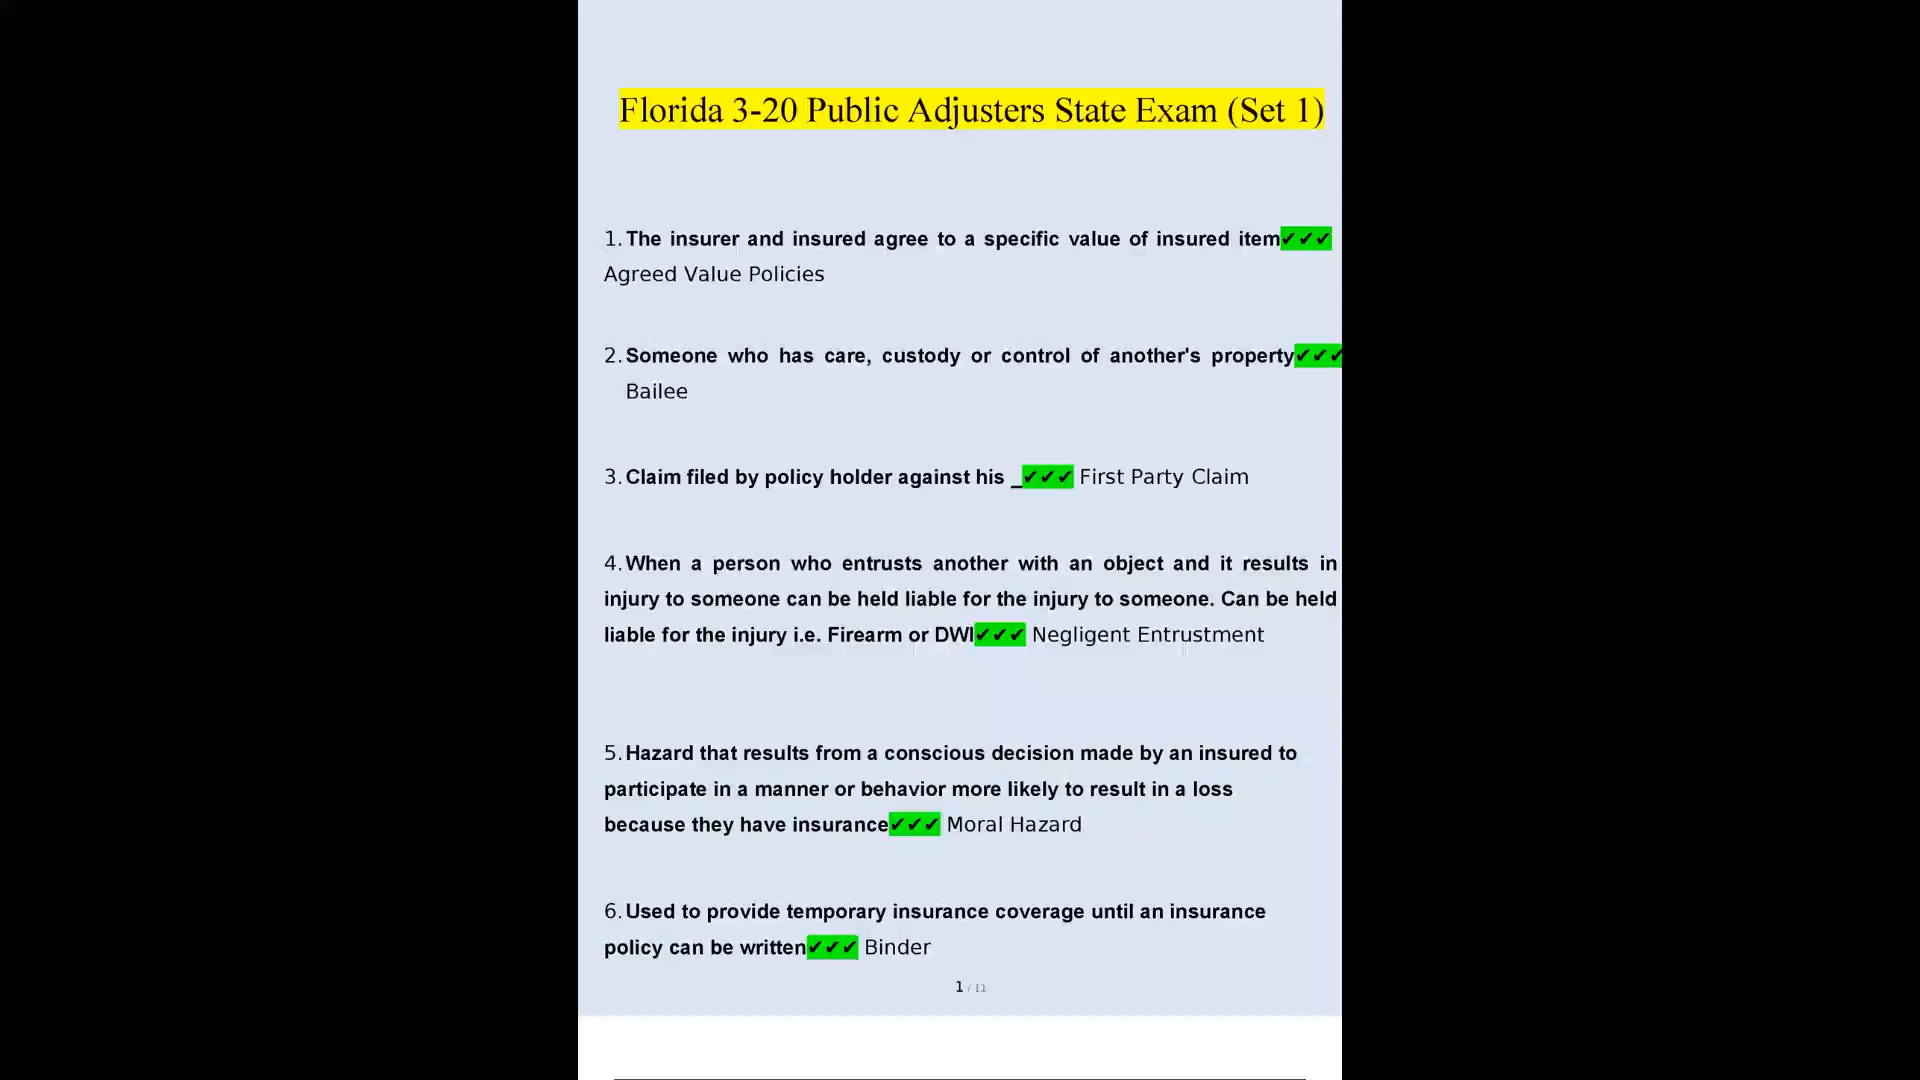 Florida 3-20 Public Adjusters State Exam (Set 1)
1. The insurer and insured agree to a specific value of insured item✔✔✔
Agreed Value Policies
2. Someone who has care, custody or control of another's property✔✔✔
Bailee
3. Claim filed by policy holder against his _✔✔✔ First Party Claim
4. When a person who entrusts another with an object and it results in
injury to someone can be held liable for the injury to someone. Can be held
liable for the injury i.e. Firearm or DWI✔✔✔ Negligent Entrustment
5. Hazard that results from a conscious decision made by an insured to
participate in a manner or behavior more likely to result in a loss
because they have insurance✔✔✔ Moral Hazard
6. Used to provide temporary insurance coverage until an insurance
policy can be written✔✔✔ Binder
1 / 11